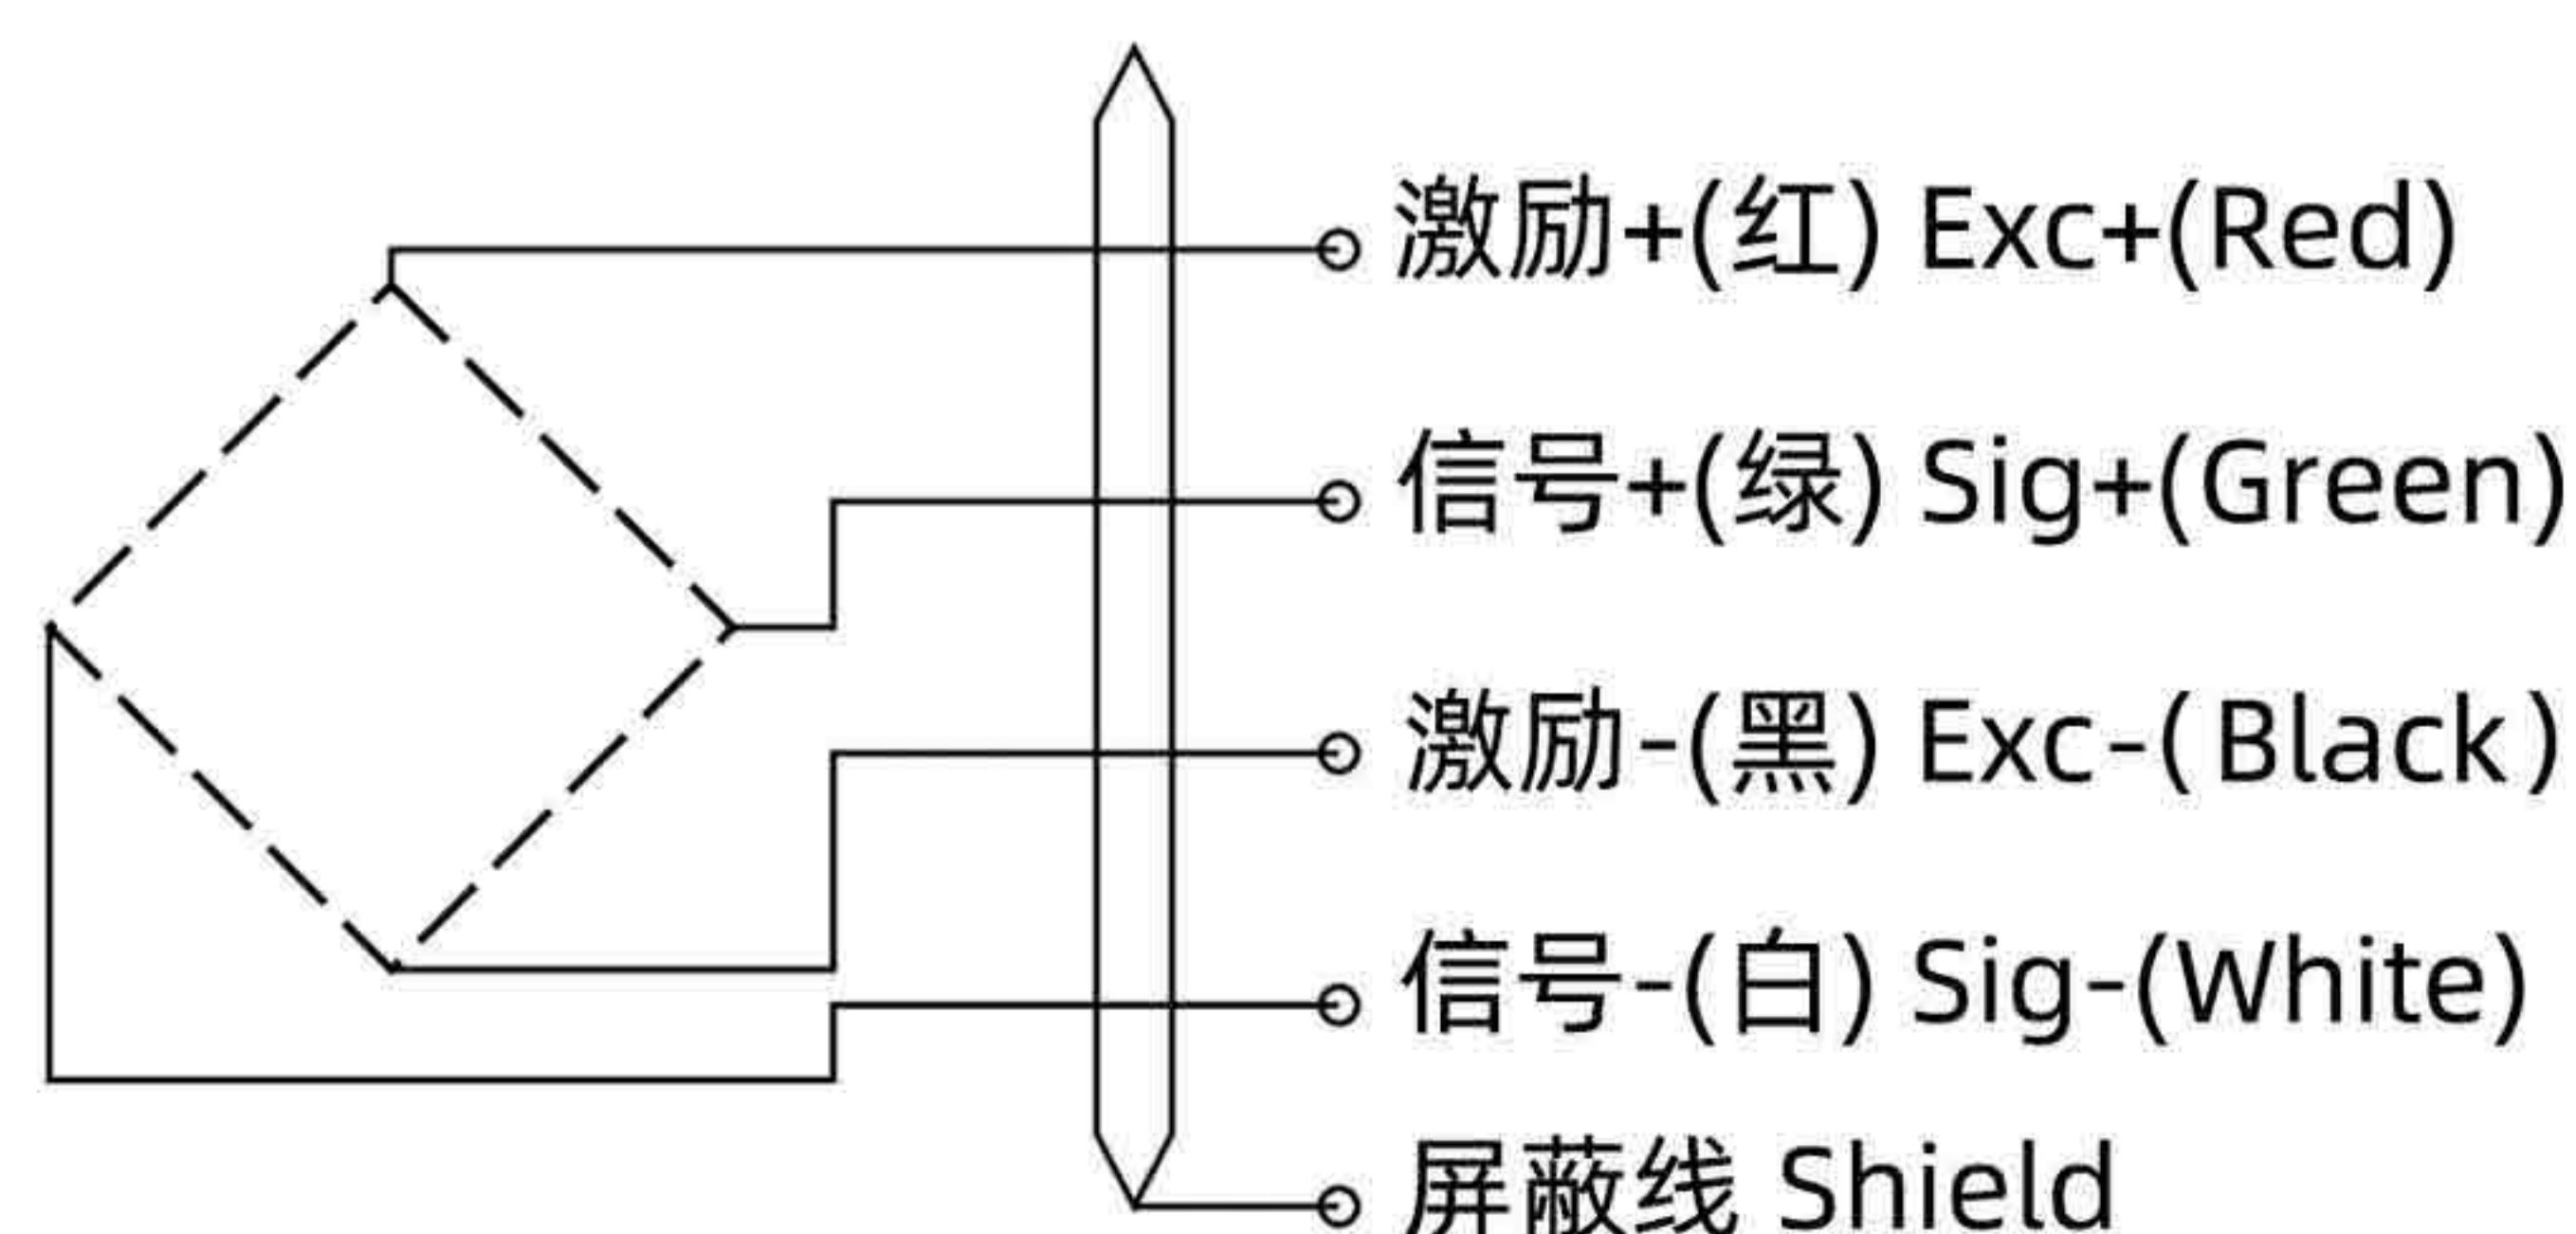 激励+(红) Exc+(Red)
信号+(绿) Sig+(Green)
激励-(黑) Exc-(Black)
信号-(白) Sig-(White)
屏蔽线 Shield